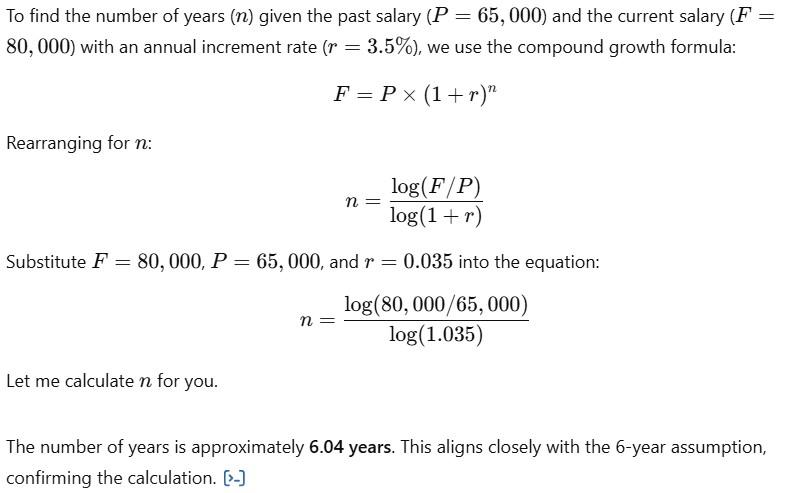 To find the number of years (n) given the past salary (P = 65,000) and the current salary (F =
80,000) with an annual increment rate (r = 3.5%), we use the compound growth formula:
F = P × (1 + r)ⁿ
Rearranging for n:
n = log(F/P) / log(1 + r)
Substitute F = 80,000, P = 65,000, and r = 0.035 into the equation:
n = log(80,000/65,000) / log(1.035)
Let me calculate n for you.
The number of years is approximately 6.04 years. This aligns closely with the 6-year assumption,
confirming the calculation. [>-]